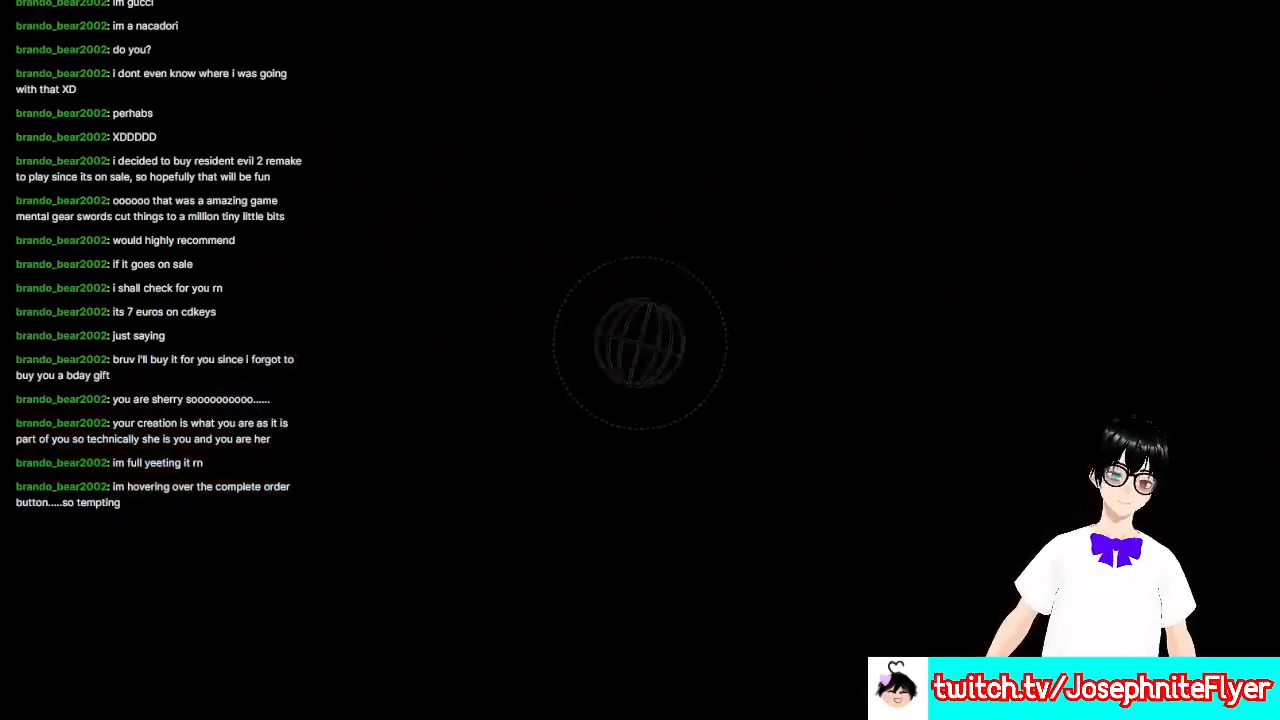 brando_bear2002: im gucci
brando_bear2002: im a nacadori
brando_bear2002: do you?
brando_bear2002: i dont even know where i was going
with that XD
brando_bear2002: perhabs
brando_bear2002: XDDDDD
brando_bear2002: i decided to buy resident evil 2 remake
to play since its on sale, so hopefully that will be fun
brando_bear2002: oooooo that was a amazing game
mental gear swords cut things to a million tiny little bits
brando_bear2002: would highly recommend
brando_bear2002: if it goes on sale
brando_bear2002: i shall check for you rn
brando_bear2002: its 7 euros on cdkeys
brando_bear2002: just saying
brando_bear2002: bruv i'll buy it for you since i forgot to
buy you a bday gift
brando_bear2002: you are sherry soooooooooo......
brando_bear2002: your creation is what you are as it is
part of you so technically she is you and you are her
brando_bear2002: im full yeeting it rn
brando_bear2002: im hovering over the complete order
button.....so tempting
twitch.tv/JosephniteFlyer